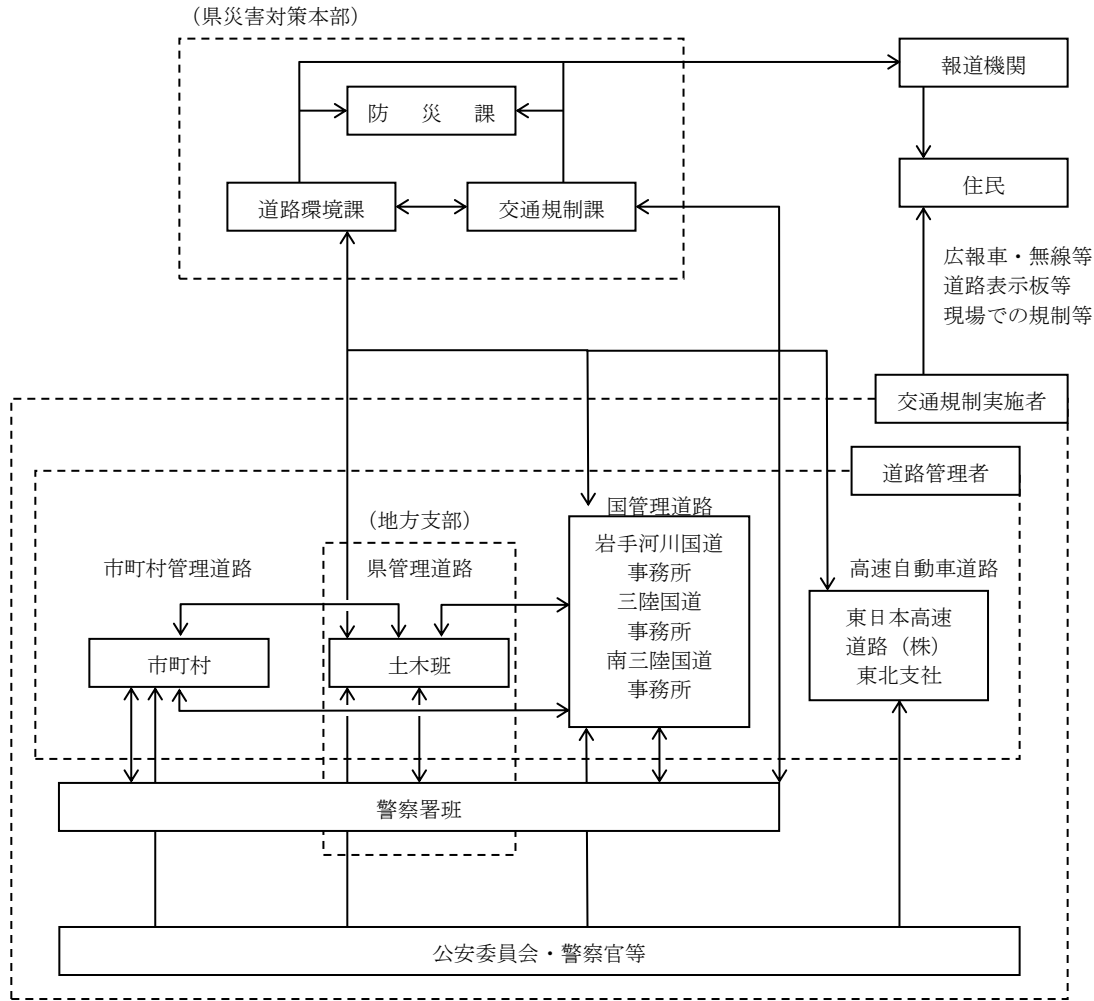 （県災害対策本部）
報道機関
防　災　課
住民
道路環境課
交通規制課
広報車・無線等
道路表示板等
現場での規制等
交通規制実施者
道路管理者
国管理道路
（地方支部）
岩手河川国道
事務所
三陸国道
事務所
南三陸国道
事務所
市町村管理道路
県管理道路
高速自動車道路
東日本高速
道路（株）
東北支社
市町村
土木班
警察署班
公安委員会・警察官等